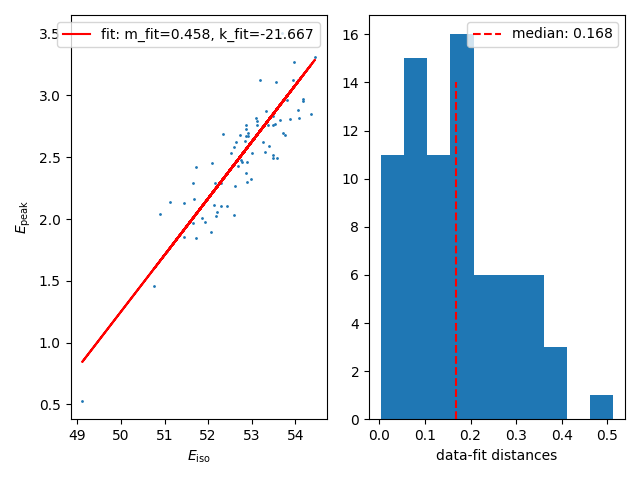 fit: m_fit=0.458, k_fit=-21.667
3.5
3.0
2.5
2.0
1.5
1.0
0.5
E_peak
49 50 51 52 53 54
E_iso
median: 0.168
16
14
12
10
8
6
4
2
0
0.0 0.1 0.2 0.3 0.4 0.5
data-fit distances